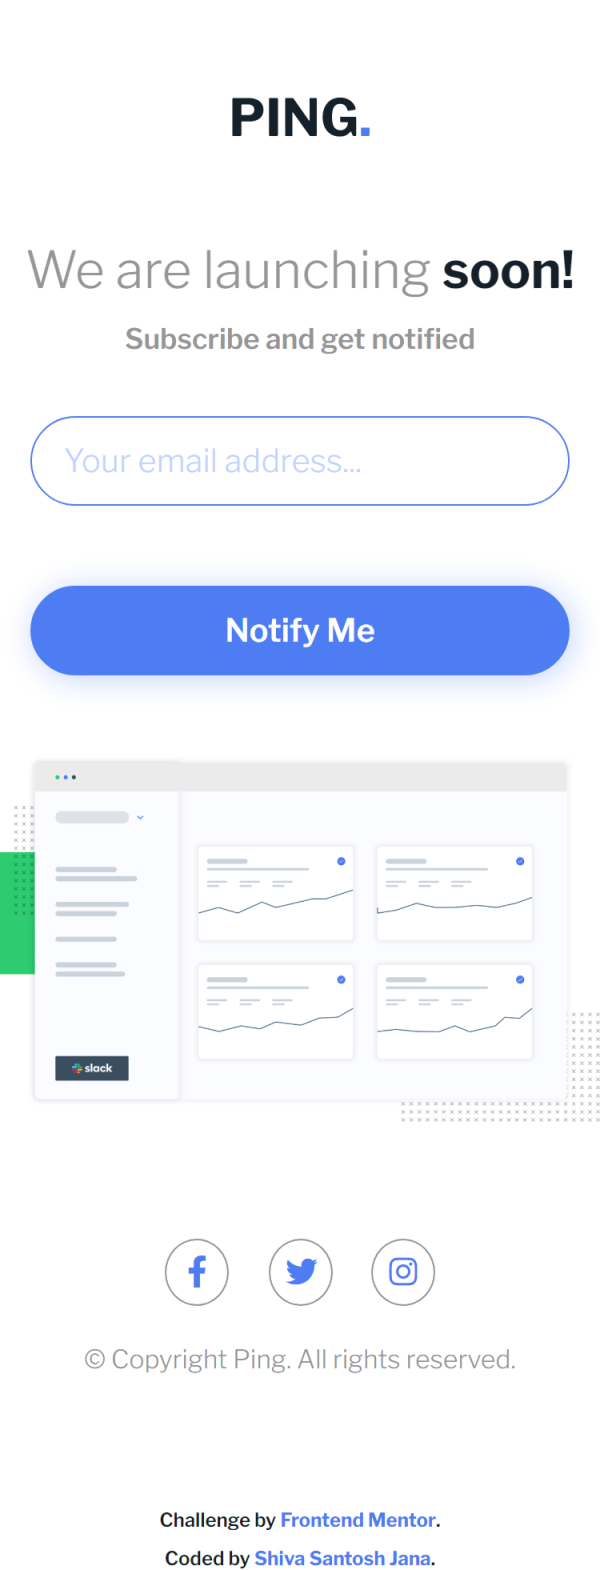 PING.
We are launching soon!
Subscribe and get notified
Your email address...
Notify Me
slack
© Copyright Ping. All rights reserved.
Challenge by Frontend Mentor.
Coded by Shiva Santosh Jana.